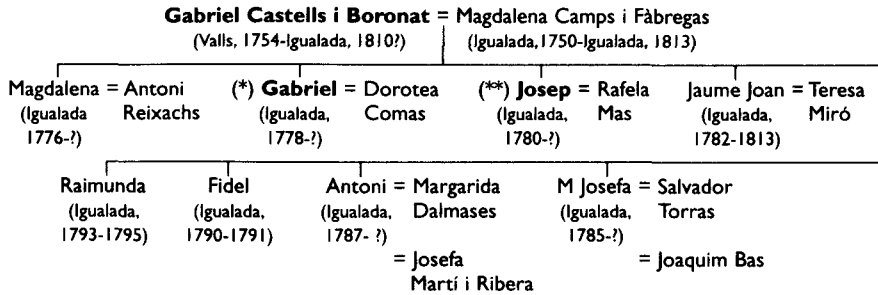 Gabriel Castells i Boronat = Magdalena Camps i Fàbregas
(Valls, 1754-Igualada, 1810?) (Igualada,1750-Igualada, 1813)
Magdalena = Antoni (*) Gabriel = Dorotea (**) Josep = Rafela Jaume Joan = Teresa
(Igualada Reixachs (Igualada, Comas (Igualada, Mas (Igualada, Miró
1776-?) 1778-?) 1780-?) 1782-1813)
Raimunda Fidel Antoni = Margarida M Josefa = Salvador
(Igualada, (Igualada, (Igualada, Dalmases (Igualada, Torras
1793-1795) 1790-1791) 1787- ?) 1785-?)
= Josefa = Joaquim Bas
Martí i Ribera